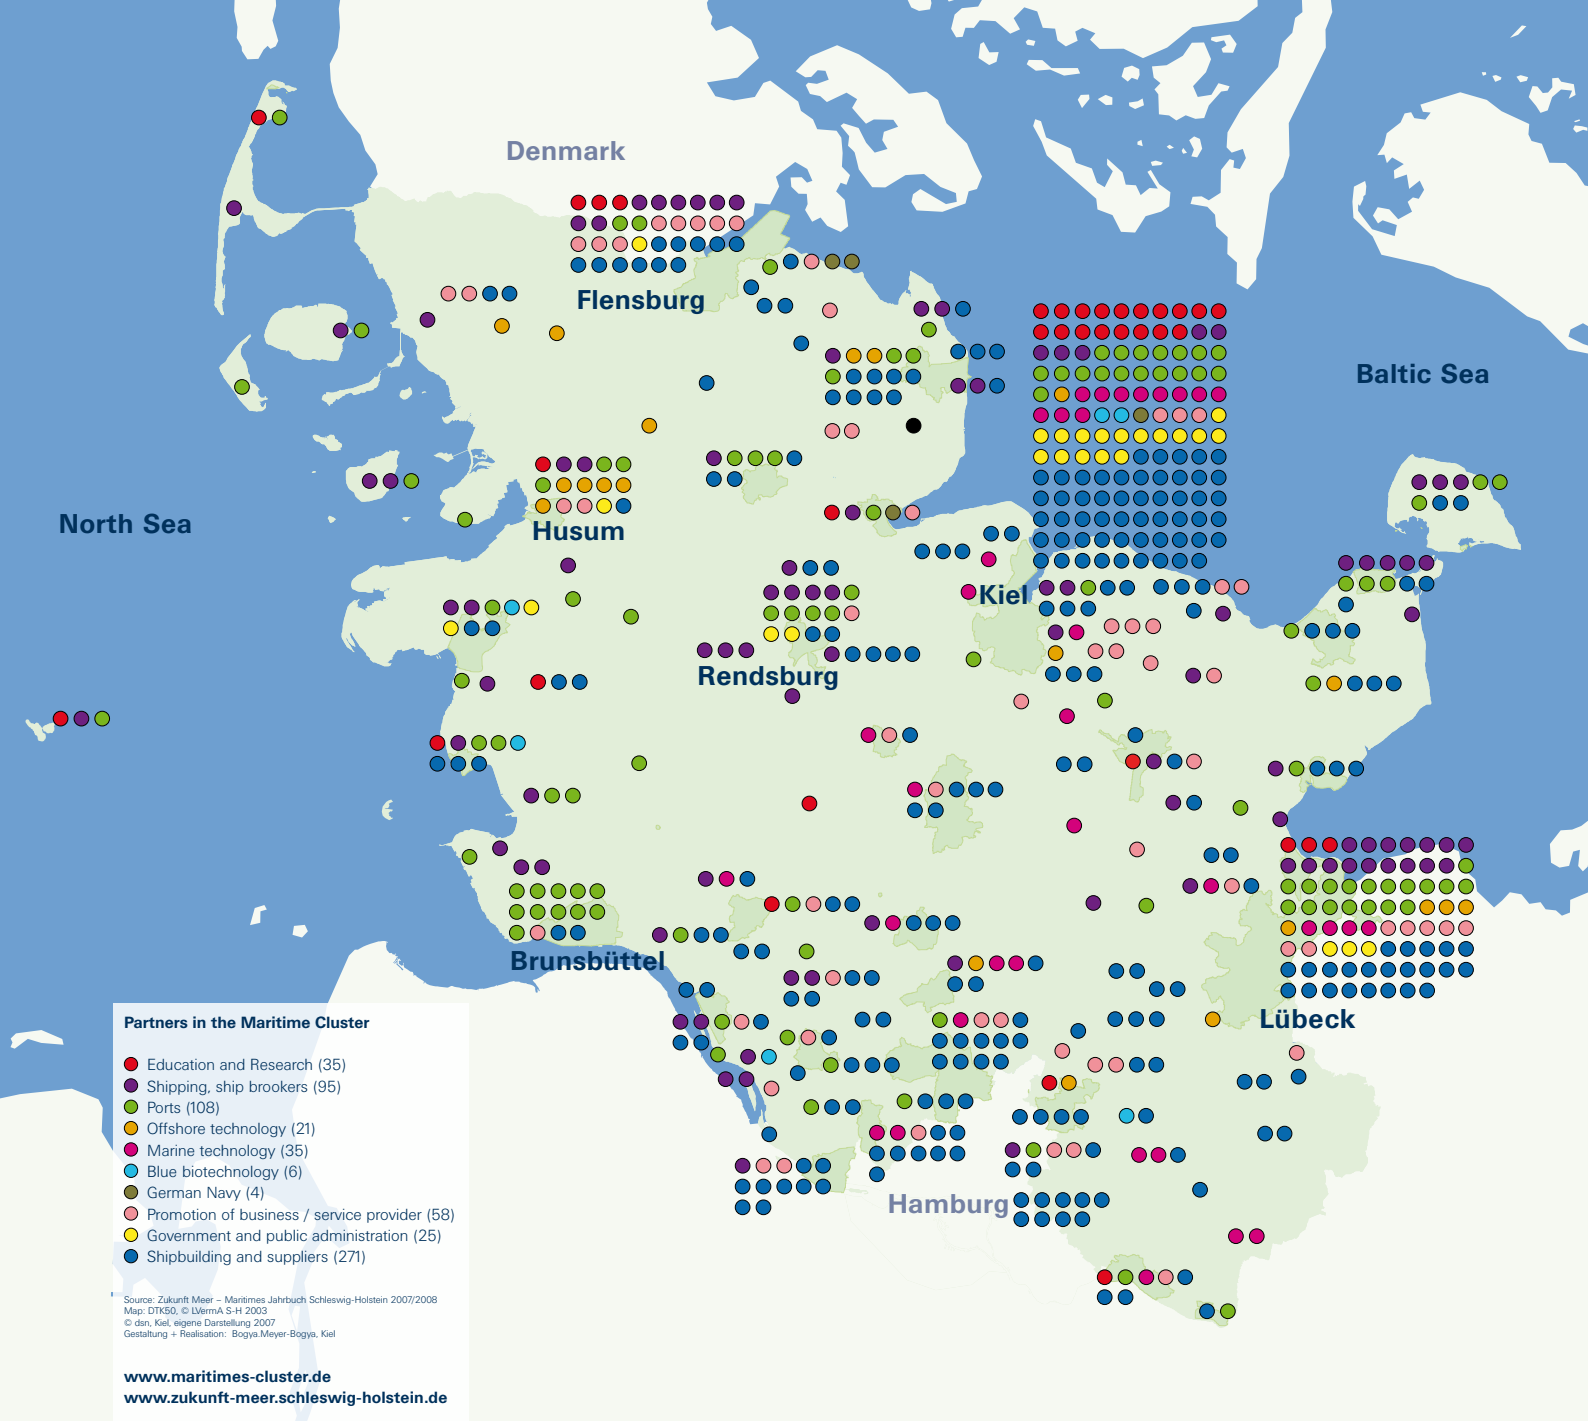 Denmark
Flensburg
Baltic Sea
North Sea
Husum
Kiel
Rendsburg
Brunsbüttel
Lübeck
Hamburg
Partners in the Maritime Cluster
Education and Research (35)
Shipping, ship brokers (95)
Ports (108)
Offshore technology (21)
Marine technology (35)
Blue biotechnology (6)
German Navy (4)
Promotion of business / service provider (58)
Government and public administration (25)
Shipbuilding and suppliers (271)
Source: Zukunft Meer – Maritimes Jahrbuch Schleswig-Holstein 2007/2008
Map: DTK50, © LVermA S-H 2003
© dsn, Kiel, eigene Darstellung 2007
Gestaltung + Realisation: Bogya.Meyer-Bogya, Kiel
www.maritimes-cluster.de
www.zukunft-meer.schleswig-holstein.de